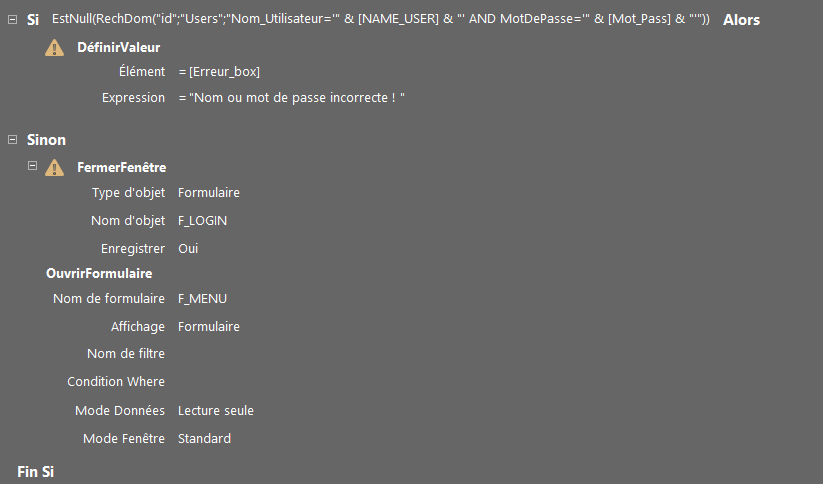 Si EstNull(RechDom("id";"Users";"Nom_Utilisateur='" & [NAME_USER] & "' AND MotDePasse='" & [Mot_Pass] & "'")) Alors
DéfinirValeur
Élément = [Erreur_box]
Expression = "Nom ou mot de passe incorrecte ! "
Sinon
FermerFenêtre
Type d'objet Formulaire
Nom d'objet F_LOGIN
Enregistrer Oui
OuvrirFormulaire
Nom de formulaire F_MENU
Affichage Formulaire
Nom de filtre
Condition Where
Mode Données Lecture seule
Mode Fenêtre Standard
Fin Si